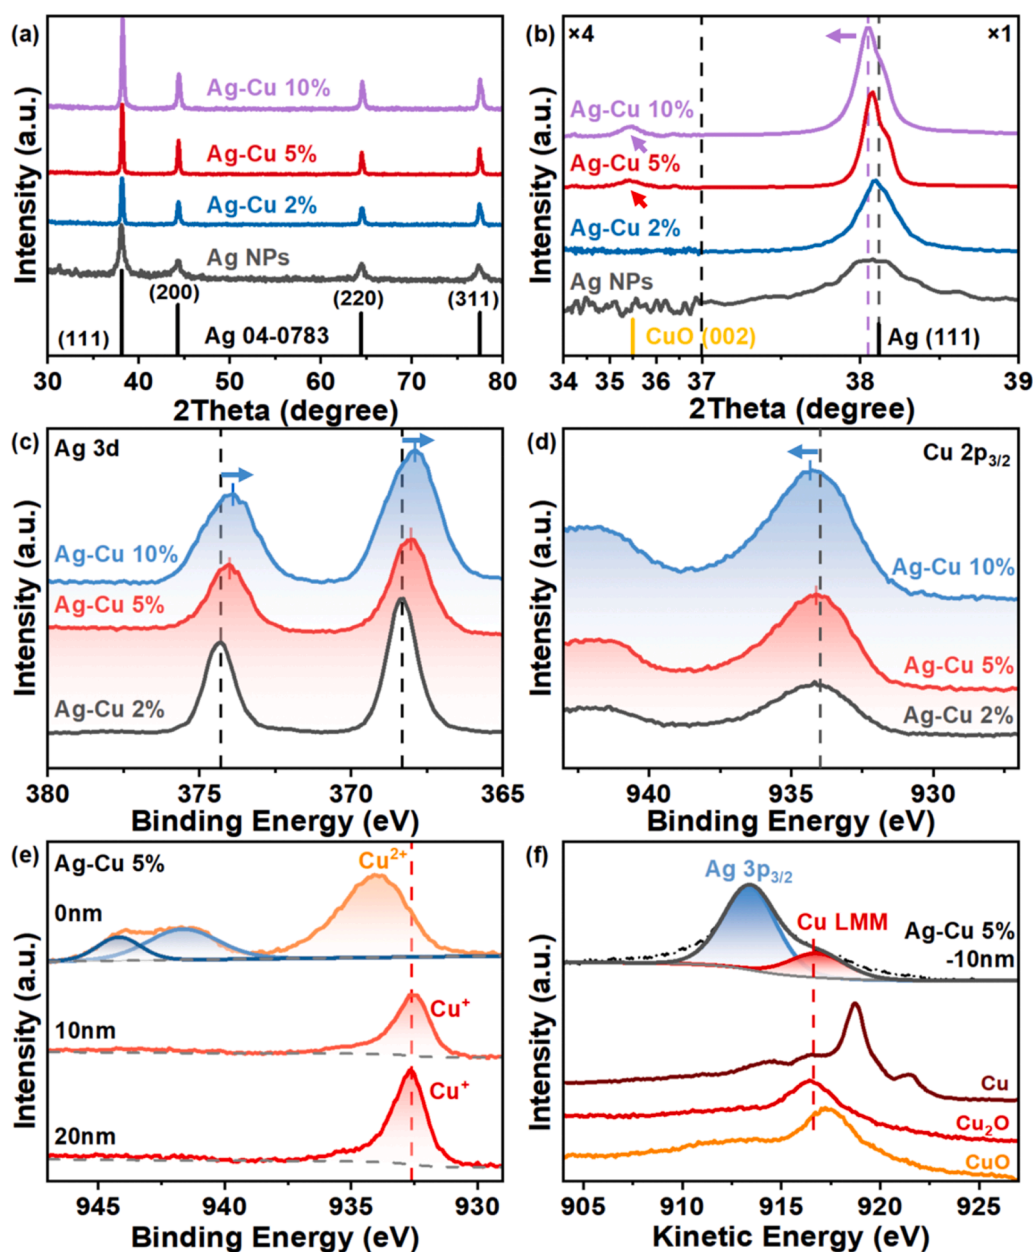 (a)
Ag-Cu 10%
Ag-Cu 5%
Ag-Cu 2%
Ag NPs
(200)
(220)
(311)
(111)
Ag 04-0783
30 40 50 60 70 80
2Theta (degree)
Intensity (a.u.)
(b)
×4
×1
Ag-Cu 10%
Ag-Cu 5%
Ag-Cu 2%
Ag NPs
CuO (002)
Ag (111)
34 35 36 37 38 39
2Theta (degree)
Intensity (a.u.)
(c) Ag 3d
Ag-Cu 10%
Ag-Cu 5%
Ag-Cu 2%
380 375 370 365
Binding Energy (eV)
Intensity (a.u.)
(d)
Cu 2p₃/₂
Ag-Cu 10%
Ag-Cu 5%
Ag-Cu 2%
940 935 930
Binding Energy (eV)
Intensity (a.u.)
(e) Ag-Cu 5%
Cu²⁺
0nm
10nm
Cu⁺
20nm
Cu⁺
945 940 935 930
Binding Energy (eV)
Intensity (a.u.)
(f)
Ag 3p₃/₂
Cu LMM
Ag-Cu 5%
-10nm
Cu
Cu₂O
CuO
905 910 915 920 925
Kinetic Energy (eV)
Intensity (a.u.)